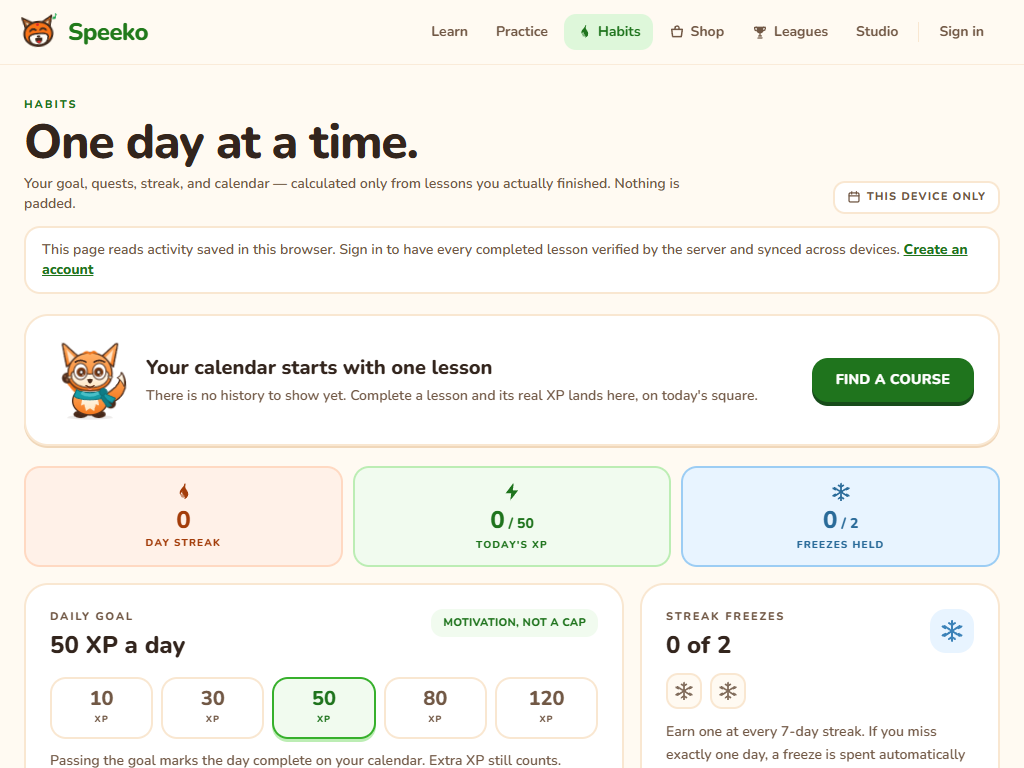 Speeko
Learn
Practice
Habits
Shop
Leagues
Studio
Sign in
HABITS
One day at a time.
Your goal, quests, streak, and calendar — calculated only from lessons you actually finished. Nothing is
padded.
THIS DEVICE ONLY
This page reads activity saved in this browser. Sign in to have every completed lesson verified by the server and synced across devices. Create an
account
Your calendar starts with one lesson
There is no history to show yet. Complete a lesson and its real XP lands here, on today's square.
FIND A COURSE
0
DAY STREAK
0 / 50
TODAY'S XP
0 / 2
FREEZES HELD
DAILY GOAL
50 XP a day
MOTIVATION, NOT A CAP
10
XP
30
XP
50
XP
80
XP
120
XP
Passing the goal marks the day complete on your calendar. Extra XP still counts.
STREAK FREEZES
0 of 2
Earn one at every 7-day streak. If you miss
exactly one day, a freeze is spent automatically